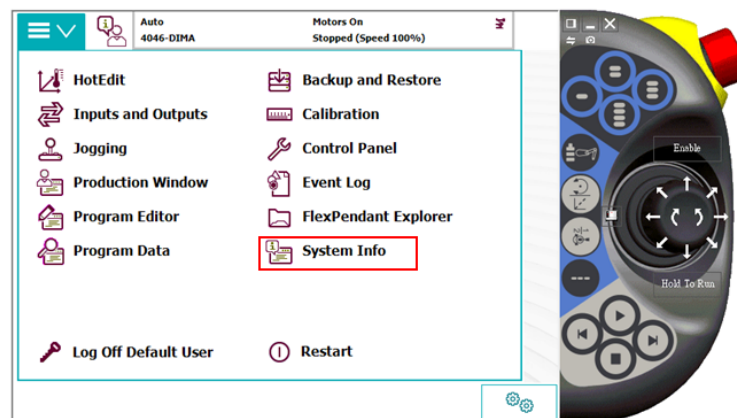 Auto
4046-DIMA
Motors On
Stopped (Speed 100%)
HotEdit
Backup and Restore
Inputs and Outputs
Calibration
Jogging
Control Panel
Production Window
Event Log
Program Editor
FlexPendant Explorer
Program Data
System Info
Log Off Default User
Restart
Enable
Hold To Run